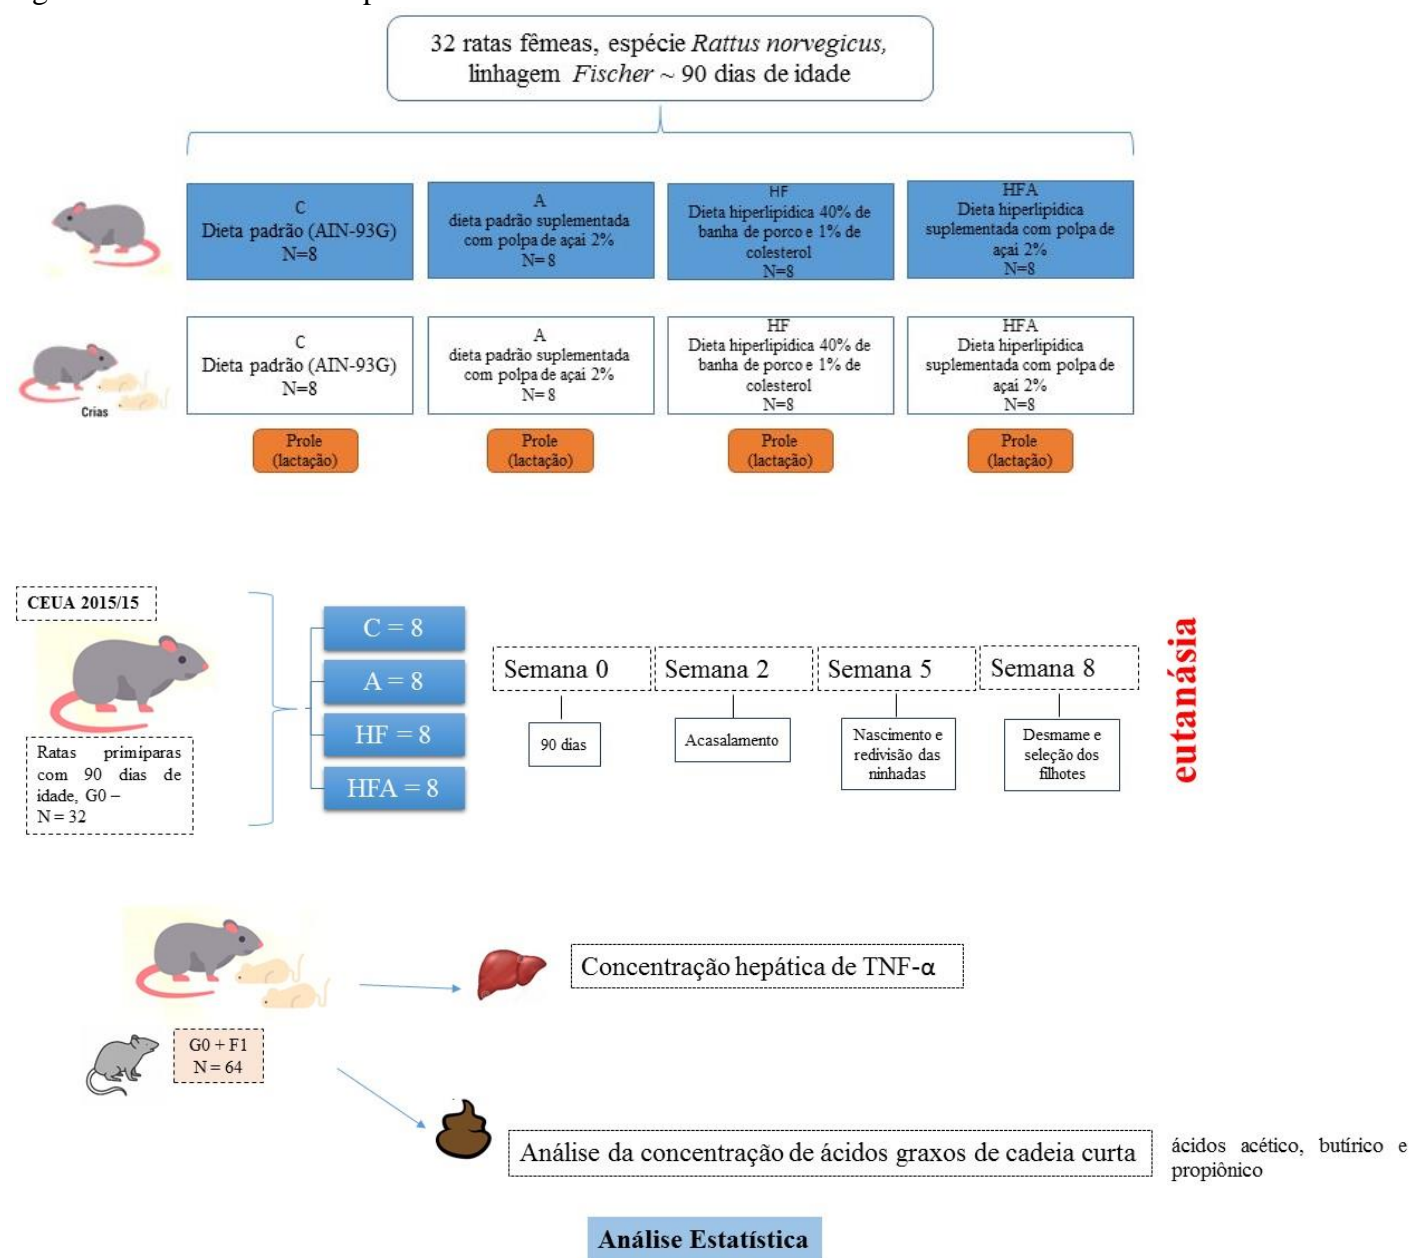 32 ratas fêmeas, espécie Rattus norvegicus,
linhagem Fischer ~ 90 dias de idade
C
Dieta padrão (AIN-93G)
N=8
A
dieta padrão suplementada
com polpa de açai 2%
N= 8
HF
Dieta hiperlipídica 40% de
banha de porco e 1% de
colesterol
N=8
HFA
Dieta hiperlipídica
suplementada com polpa de
açai 2%
N=8
C
Dieta padrão (AIN-93G)
N=8
A
dieta padrão suplementada
com polpa de açai 2%
N= 8
HF
Dieta hiperlipídica 40% de
banha de porco e 1% de
colesterol
N=8
HFA
Dieta hiperlipídica
suplementada com polpa de
açai 2%
N=8
Crias
Prole
(lactação)
Prole
(lactação)
Prole
(lactação)
Prole
(lactação)
CEUA 2015/15
Ratas primíparas
com 90 dias de
idade, G0 –
N = 32
C = 8
A = 8
HF = 8
HFA = 8
Semana 0
90 dias
Semana 2
Acasalamento
Semana 5
Nascimento e
redivisão das
ninhadas
Semana 8
Desmame e
seleção dos
filhotes
eutanásia
G0 + F1
N = 64
Concentração hepática de TNF-α
Análise da concentração de ácidos graxos de cadeia curta
ácidos acético, butírico e
propiônico
Análise Estatística